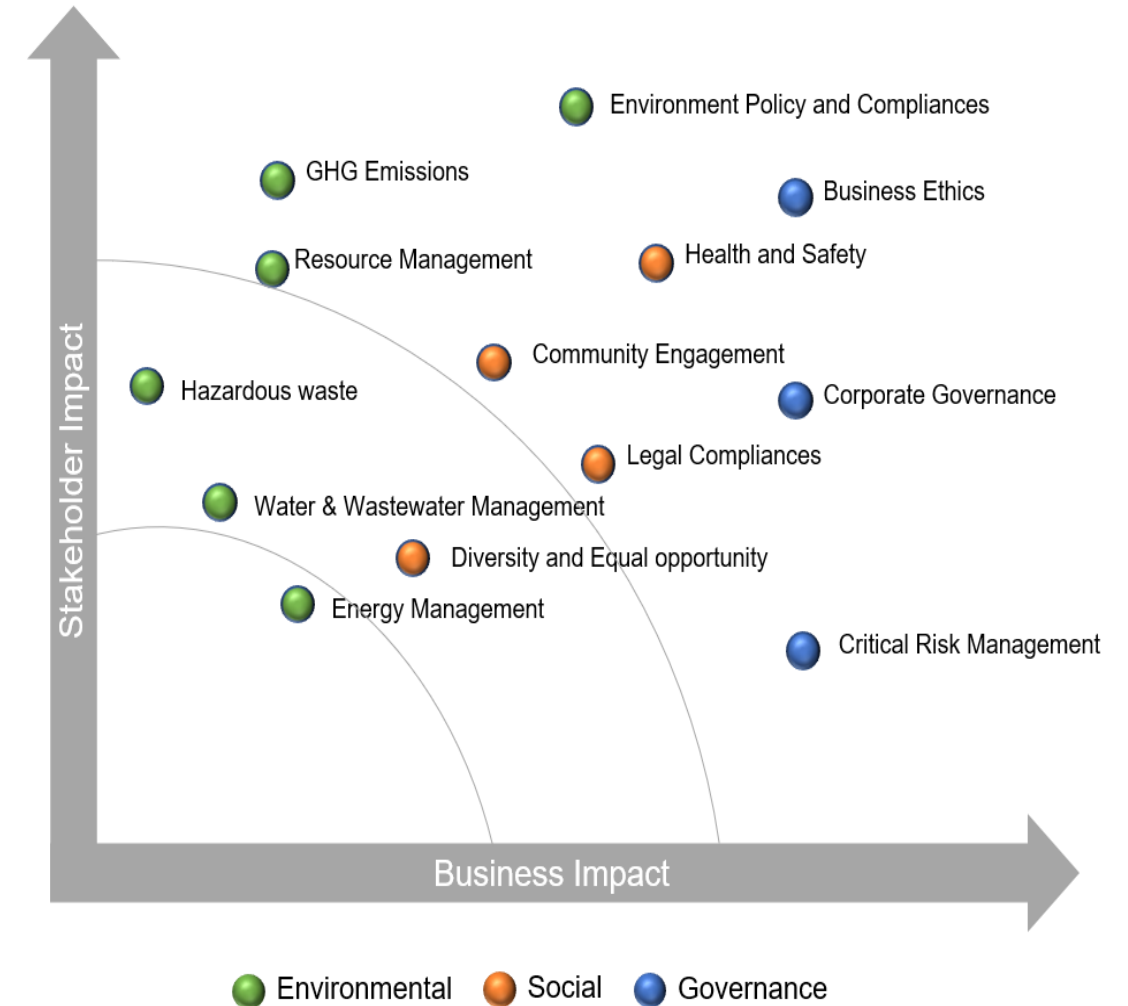 Environment Policy and Compliances
GHG Emissions
Business Ethics
Health and Safety
Resource Management
Community Engagement
Hazardous waste
Corporate Governance
Legal Compliances
Water & Wastewater Management
Diversity and Equal opportunity
Energy Management
Critical Risk Management
Stakeholder Impact
Business Impact
Environmental
Social
Governance